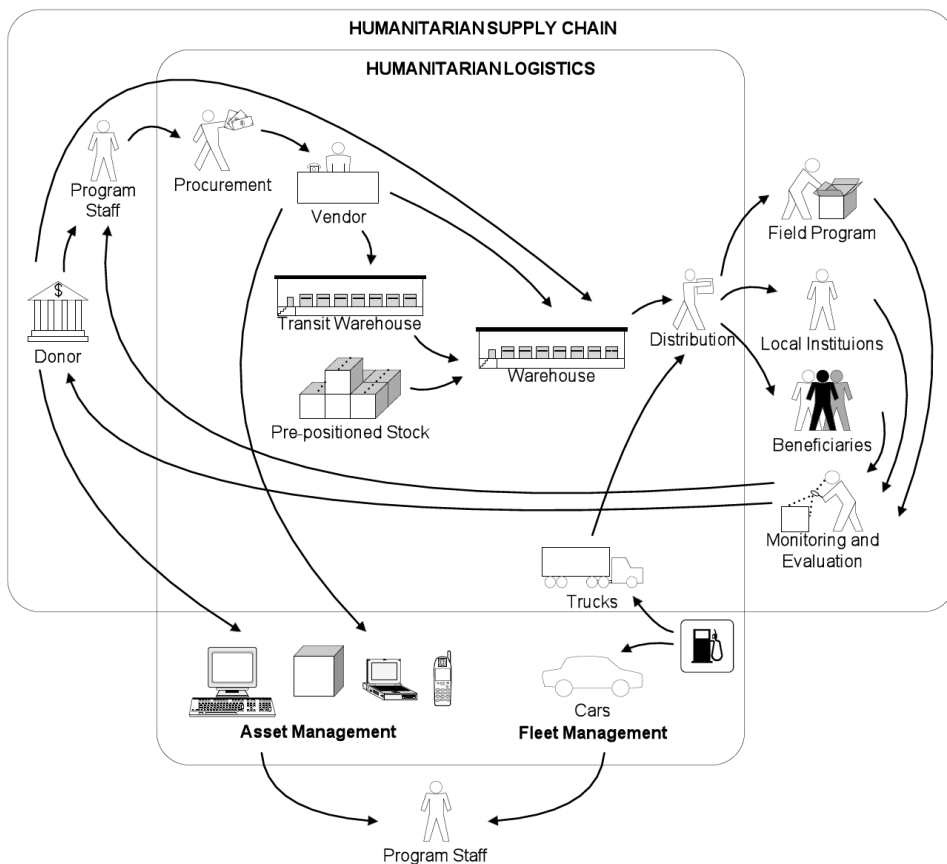 HUMANITARIAN SUPPLY CHAIN
HUMANITARIAN LOGISTICS
Program
Staff
Procurement
Vendor
Field Program
$
Donor
Transit Warehouse
Warehouse
Distribution
Local Instituions
Pre-positioned Stock
Beneficiaries
Monitoring and
Evaluation
Trucks
Cars
Asset Management
Fleet Management
Program Staff